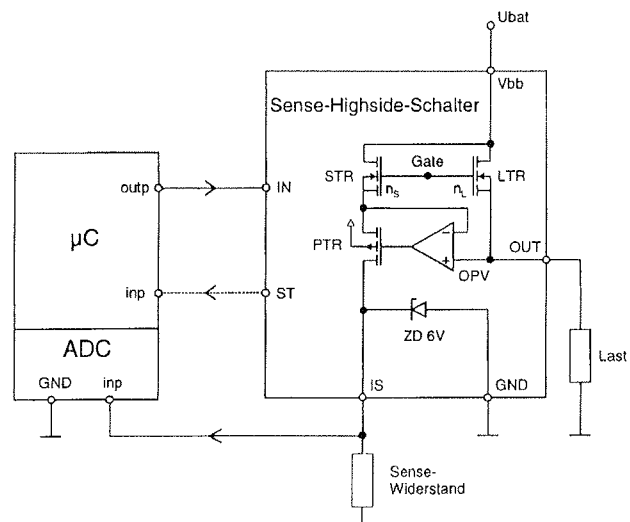 Ubat
Vbb
Sense-Highside-Schalter
Gate
STR
LTR
nS
nL
outp
IN
µC
PTR
OUT
OPV
inp
ST
ZD 6V
ADC
Last
GND
inp
IS
GND
Sense-
Widerstand